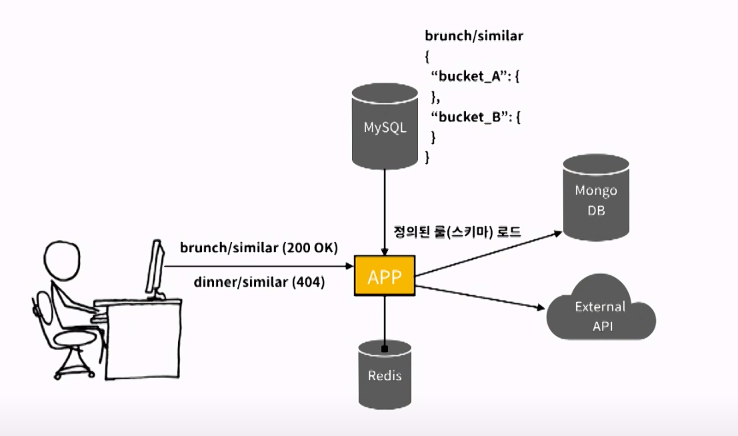 brunch/similar
{
“bucket_A”: {
},
“bucket_B”: {
}
}
MySQL
Mongo
DB
정의된 룰(스키마) 로드
brunch/similar (200 OK)
dinner/similar (404)
APP
External
API
Redis